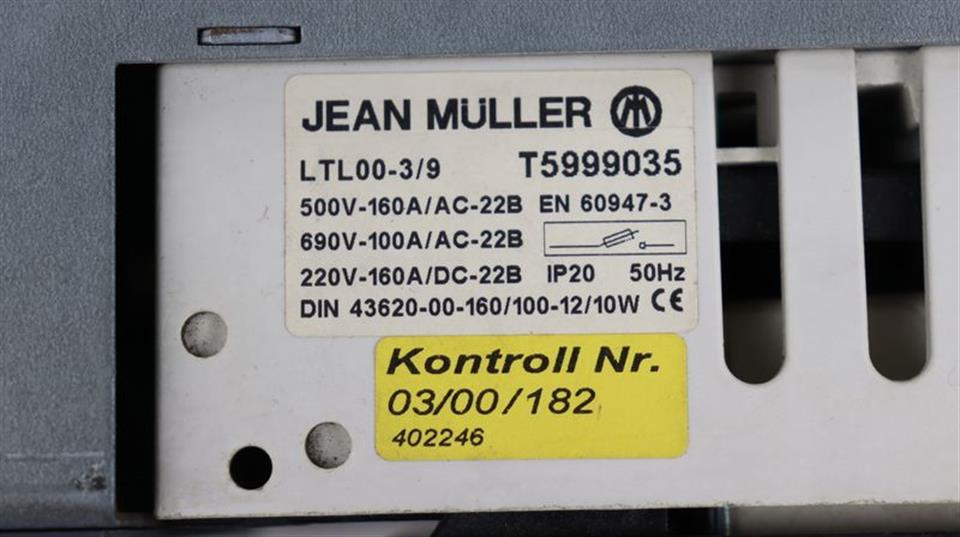 JEAN MÜLLER
LTL00-3/9 T5999035
500V-160A/AC-22B EN 60947-3
690V-100A/AC-22B
220V-160A/DC-22B IP20 50Hz
DIN 43620-00-160/100-12/10W CE
Kontroll Nr.
03/00/182
402246